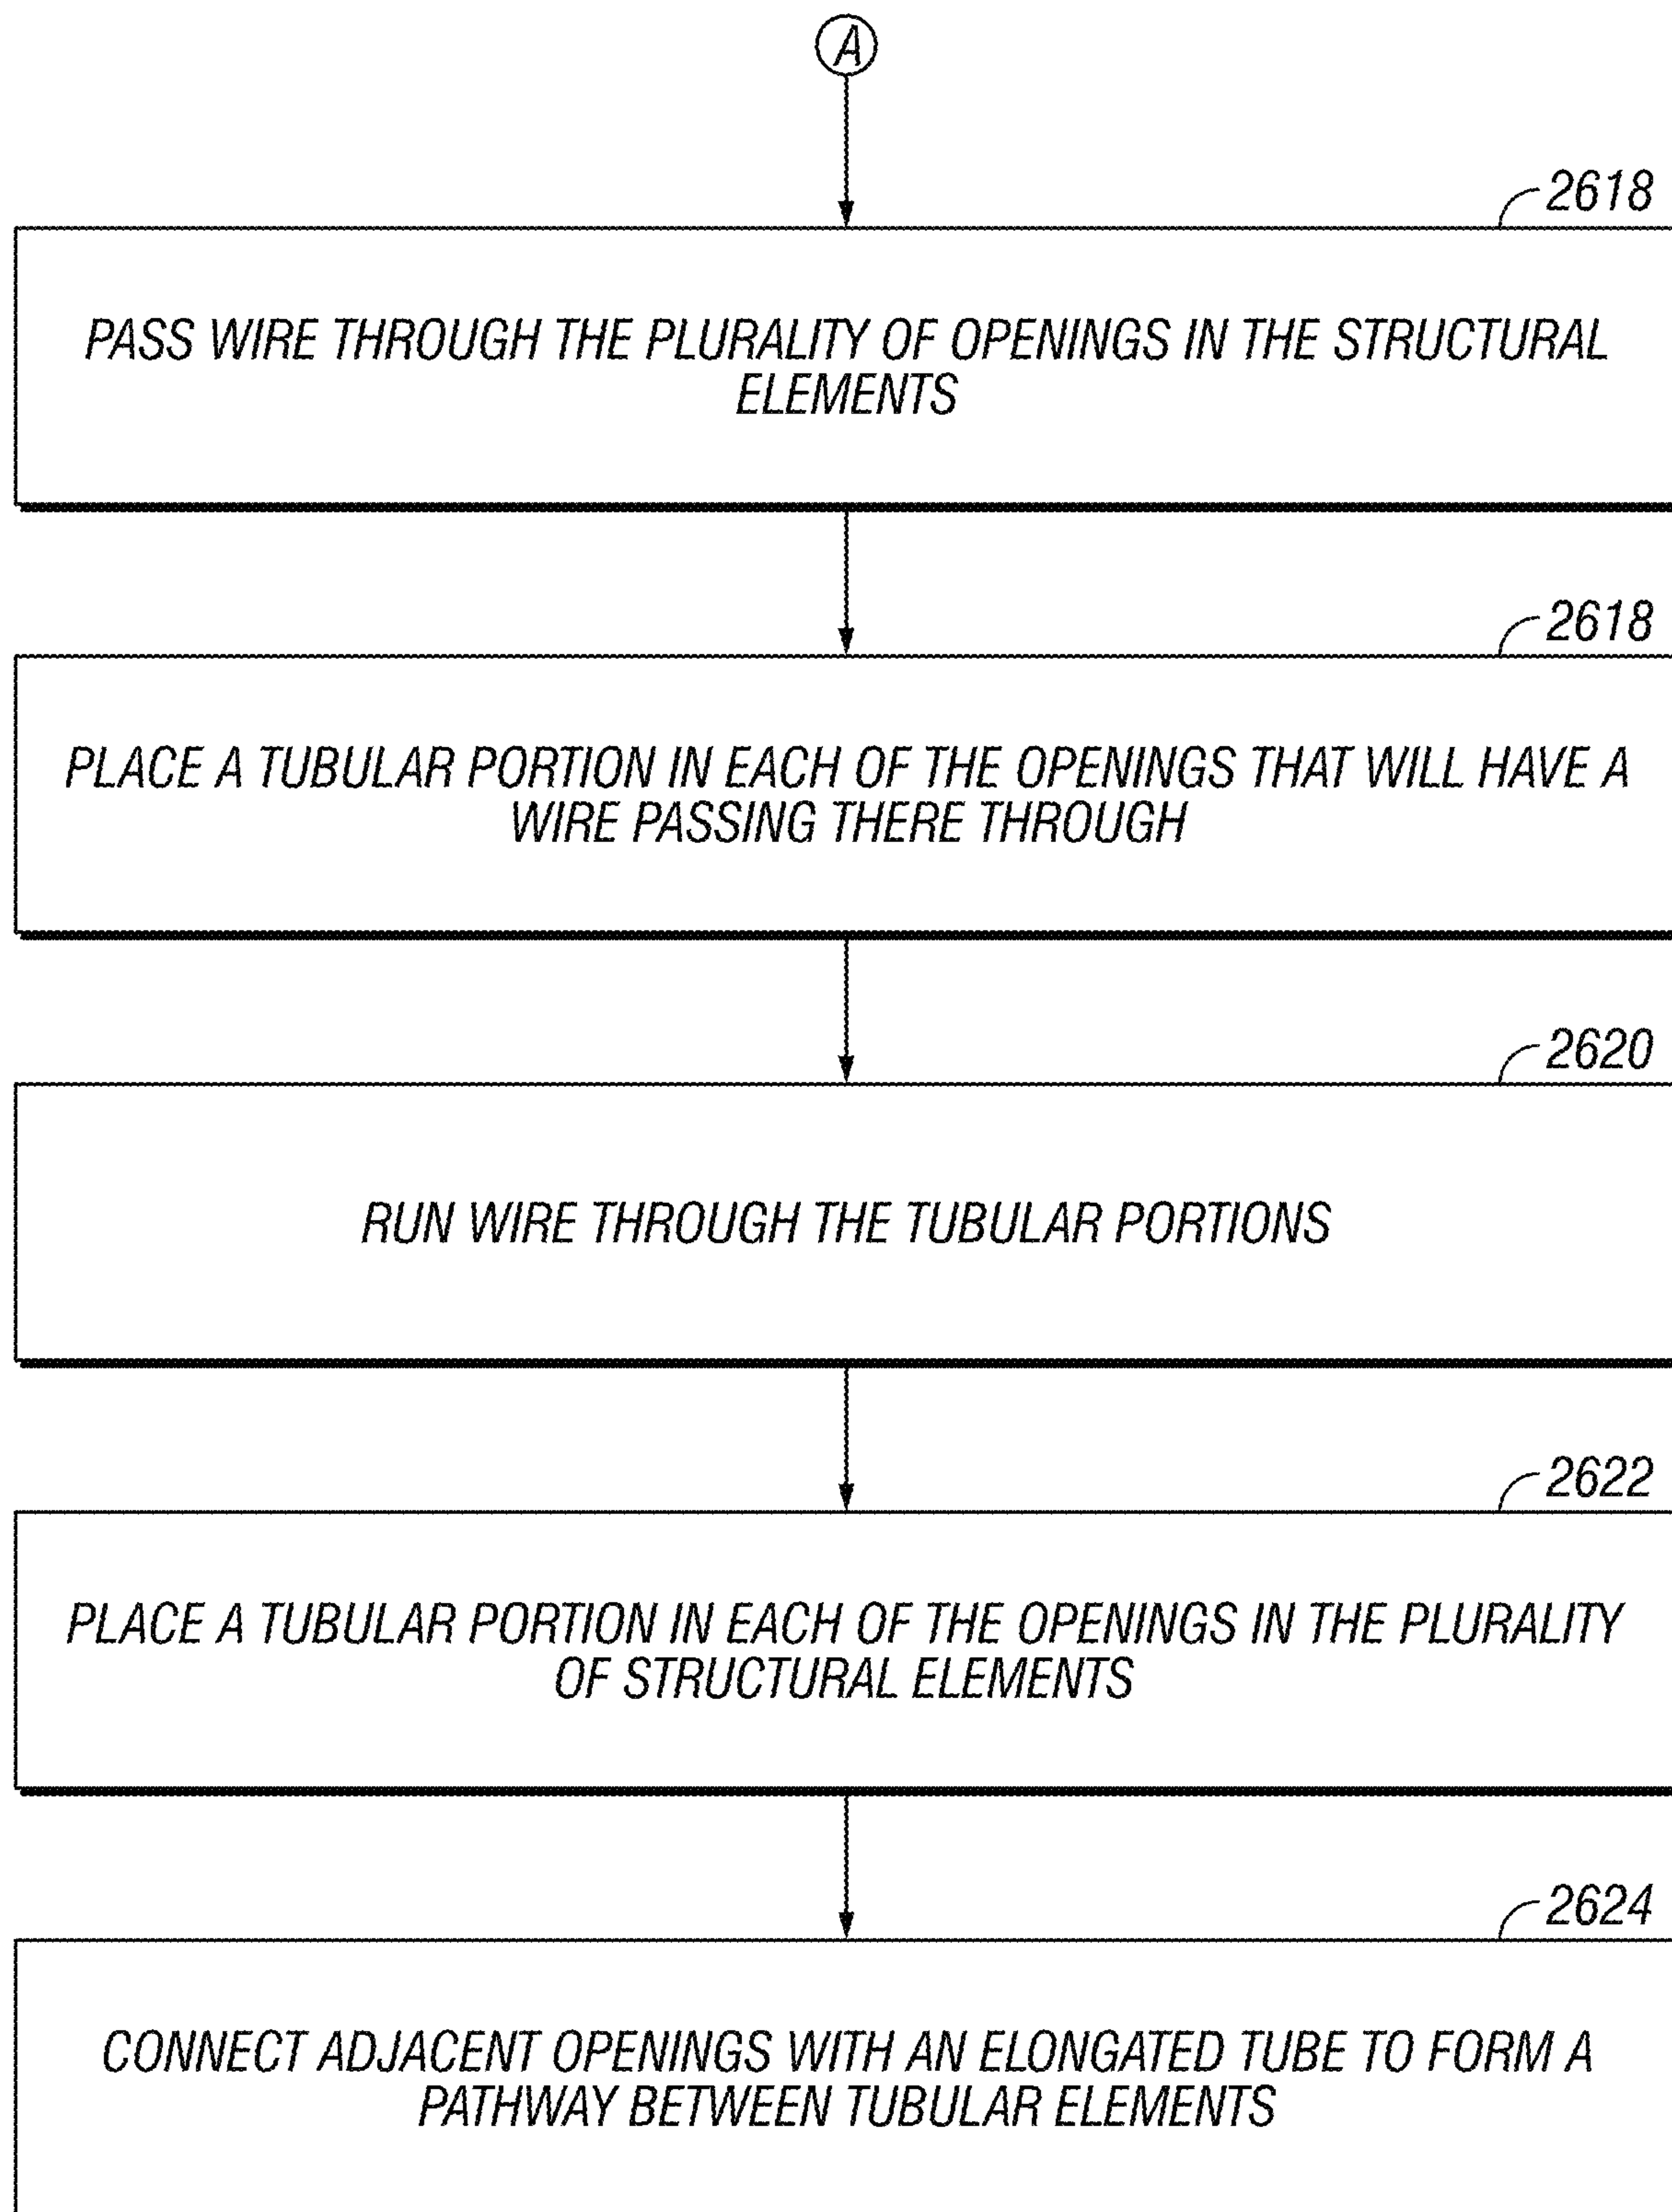 A
2618
PASS WIRE THROUGH THE PLURALITY OF OPENINGS IN THE STRUCTURAL
ELEMENTS
2618
PLACE A TUBULAR PORTION IN EACH OF THE OPENINGS THAT WILL HAVE A
WIRE PASSING THERE THROUGH
2620
RUN WIRE THROUGH THE TUBULAR PORTIONS
2622
PLACE A TUBULAR PORTION IN EACH OF THE OPENINGS IN THE PLURALITY
OF STRUCTURAL ELEMENTS
2624
CONNECT ADJACENT OPENINGS WITH AN ELONGATED TUBE TO FORM A
PATHWAY BETWEEN TUBULAR ELEMENTS